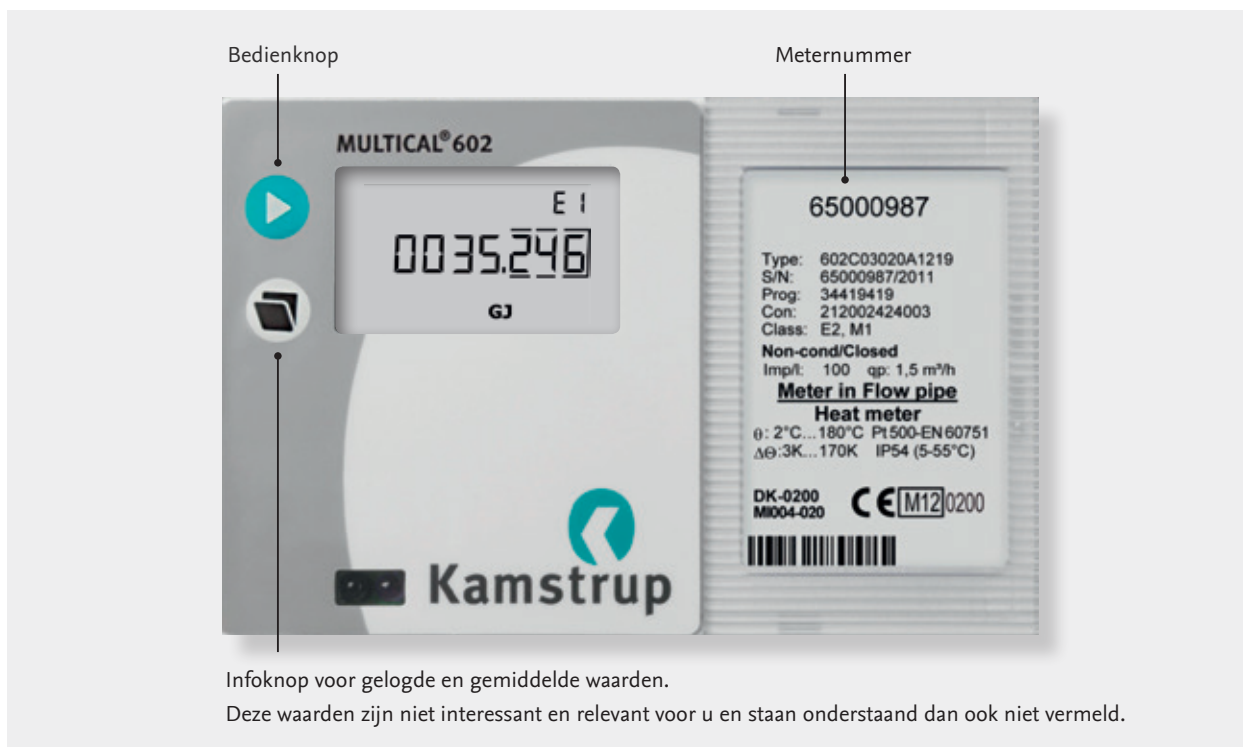 Bedienknop
Meternummer
MULTICAL®602
E1
0035.246
GJ
Kamstrup
65000987
Type: 602C03020A1219
S/N: 65000987/2011
Prog: 34419419
Con: 212002424003
Class: E2, M1
Non-cond/Closed
Imp/l: 100 qp: 1,5 m³/h
Meter in Flow pipe
Heat meter
θ: 2°C...180°C Pt500-EN60751
ΔΘ:3K...170K IP54 (5-55°C)
DK-0200
MI004-020
CE M12 0200
Infoknop voor gelogde en gemiddelde waarden.
Deze waarden zijn niet interessant en relevant voor u en staan onderstaand dan ook niet vermeld.